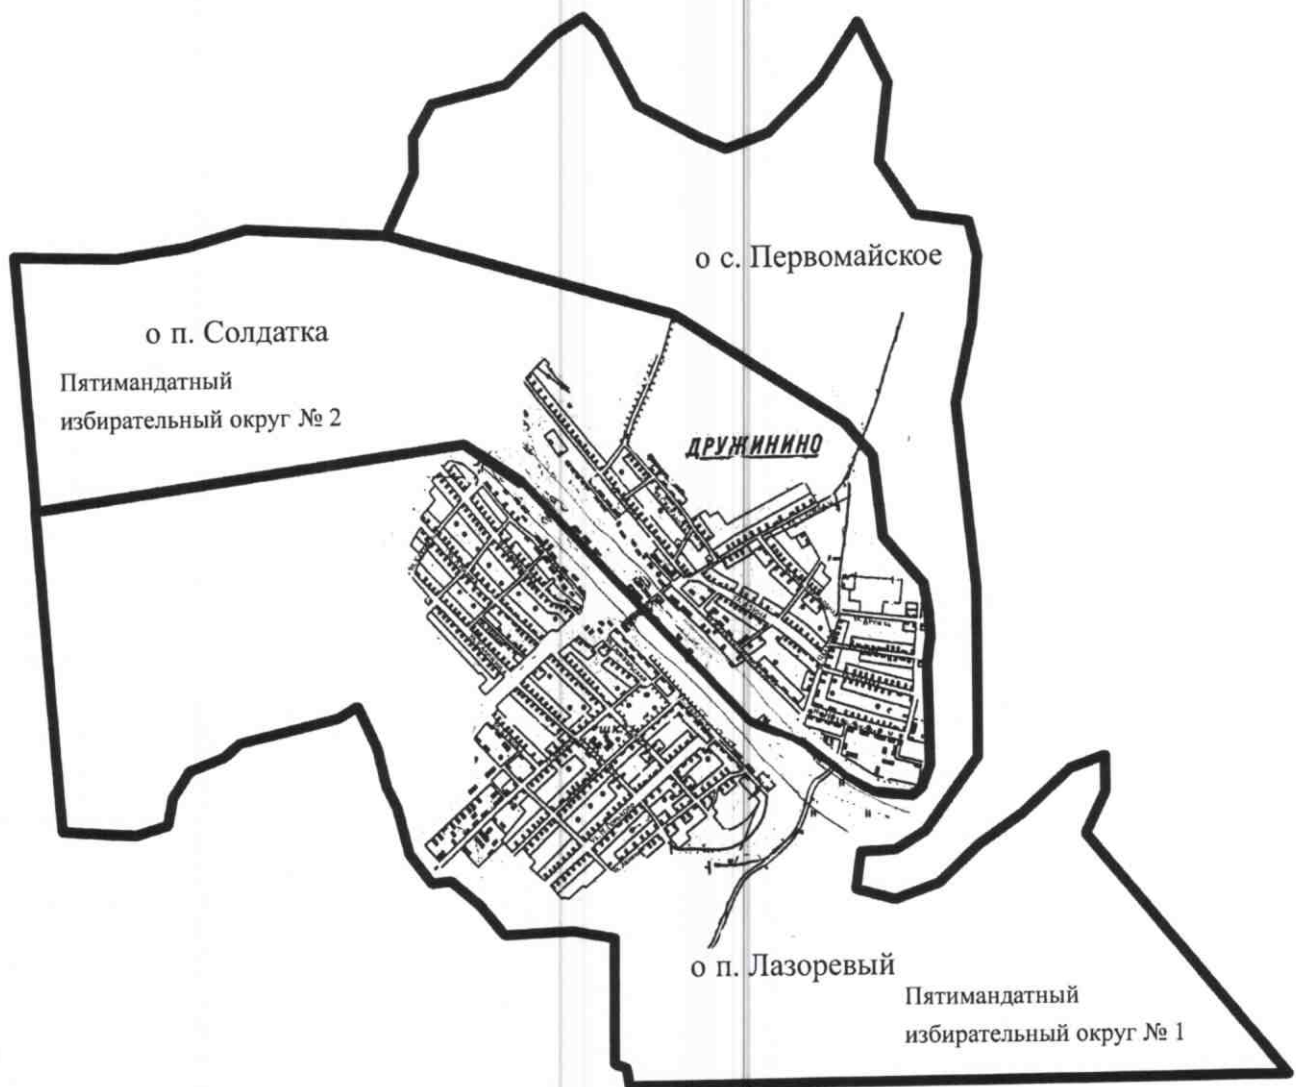 о с. Первомайское
о п. Солдатка
Пятимандатный
избирательный округ № 2
ДРУЖИНИНО
о п. Лазоревый
Пятимандатный
избирательный округ № 1